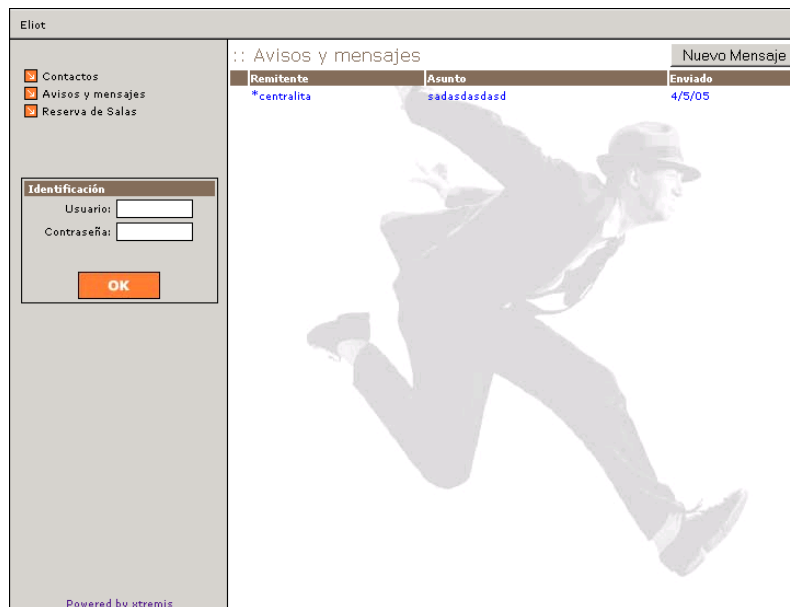 Eliot
Contactos
Avisos y mensajes
Reserva de Salas
Identificación
Usuario:
Contraseña:
OK
Powered by xtremis
:: Avisos y mensajes
Nuevo Mensaje
Remitente Asunto Enviado
*centralita sadasdasdasd 4/5/05